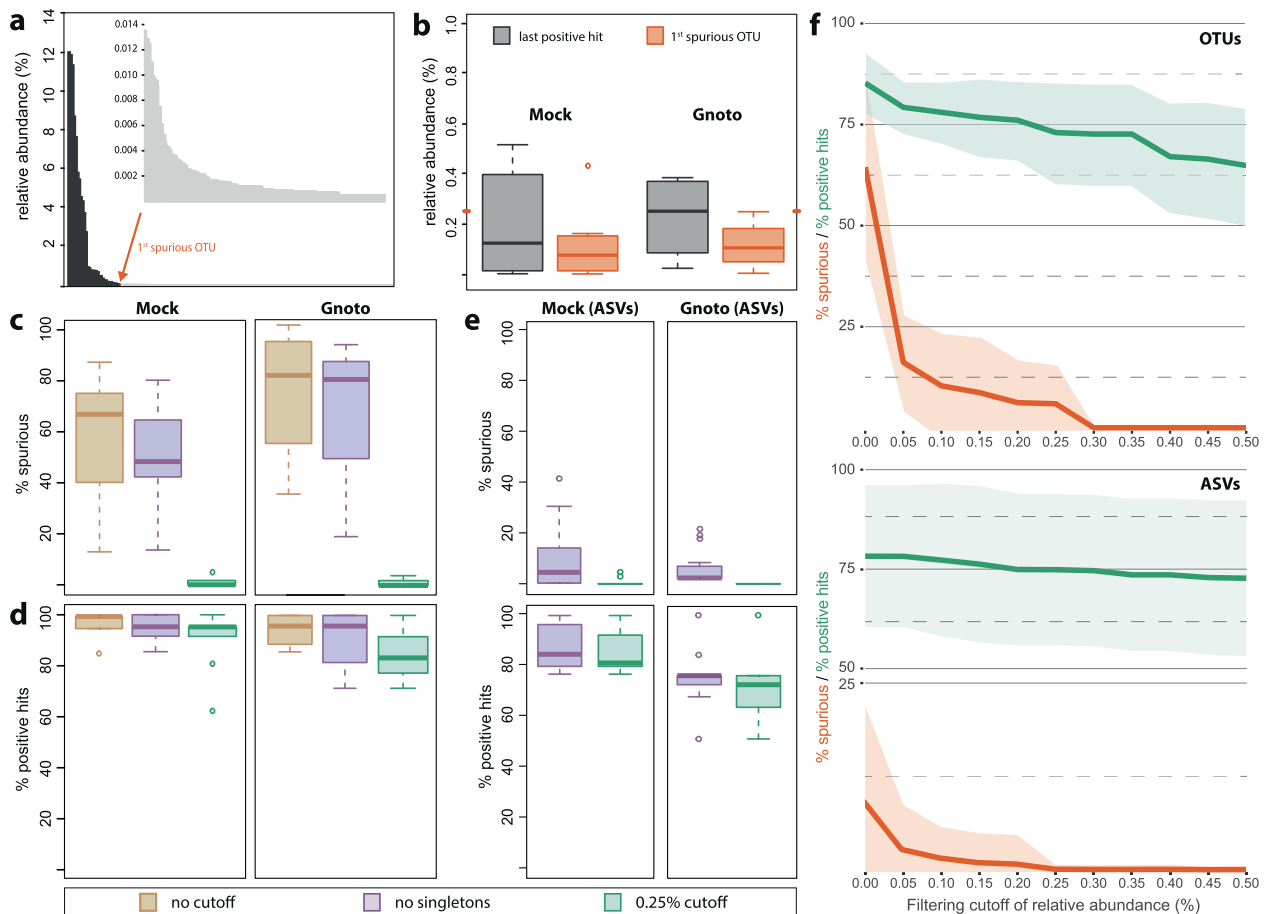 a
relative abundance (%)
14
12
10
8
6
4
2
0.014
0.012
0.010
0.008
0.006
0.004
0.002
1st spurious OTU
b
relative abundance (%)
1.0
0.8
0.6
0.4
0.2
last positive hit
1st spurious OTU
Mock
Gnoto
c
Mock
Gnoto
% spurious
100
80
60
40
20
d
% positive hits
100
80
60
40
20
e
Mock (ASVs)
Gnoto (ASVs)
% spurious
100
80
60
40
20
% positive hits
100
80
60
40
20
no cutoff
no singletons
0.25% cutoff
f
OTUs
% spurious / % positive hits
100
75
50
25
0.00 0.05 0.10 0.15 0.20 0.25 0.30 0.35 0.40 0.45 0.50
ASVs
% spurious / % positive hits
100
75
50
25
0.00 0.05 0.10 0.15 0.20 0.25 0.30 0.35 0.40 0.45 0.50
Filtering cutoff of relative abundance (%)